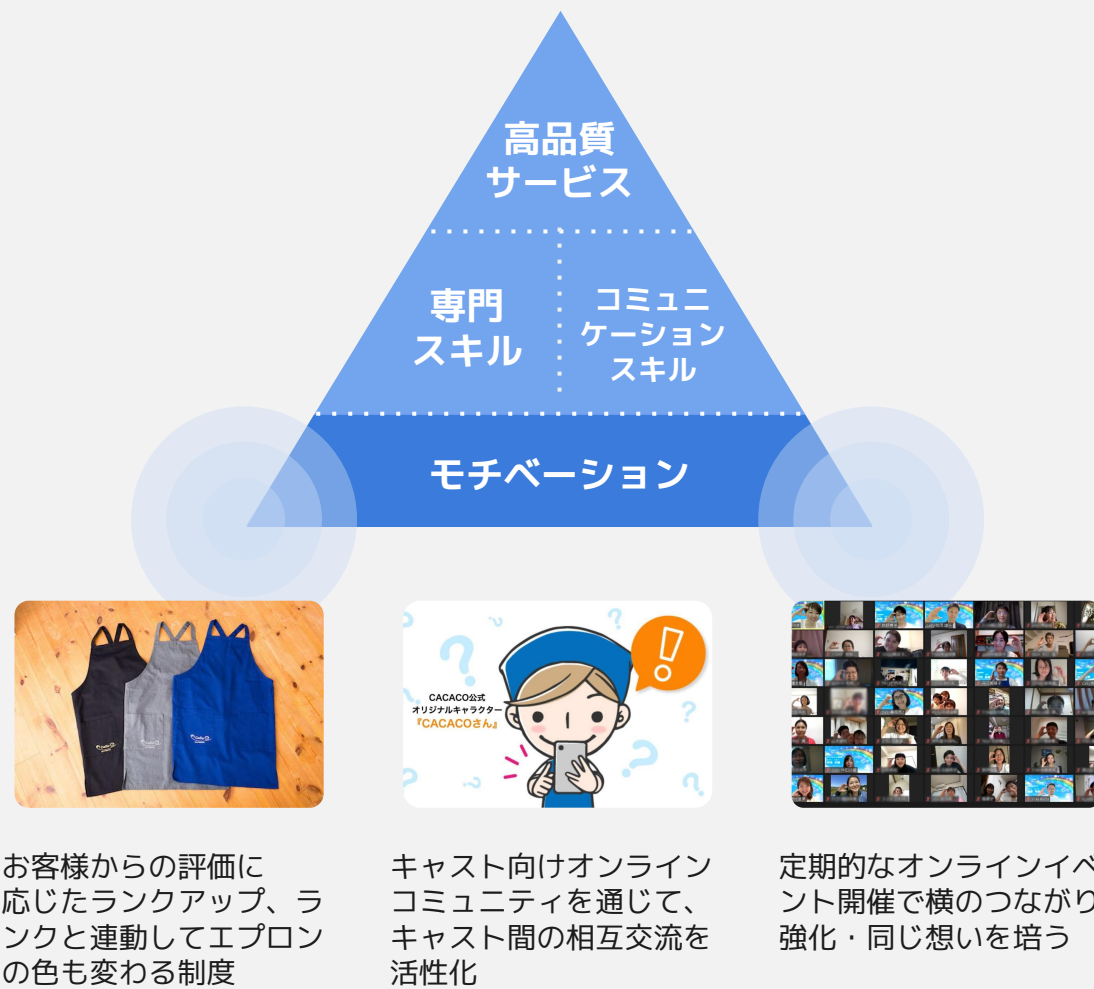 高品質
サービス
専門
スキル
コミュニ
ケーション
スキル
モチベーション
CACACO公式
オリジナルキャラクター
『CACACOさん』
お客様からの評価に
応じたランクアップ、ラ
ンクと連動してエプロン
の色も変わる制度
キャスト向けオンライン
コミュニティを通じて、
キャスト間の相互交流を
活性化
定期的なオンラインイベ
ント開催で横のつながり
強化・同じ想いを培う